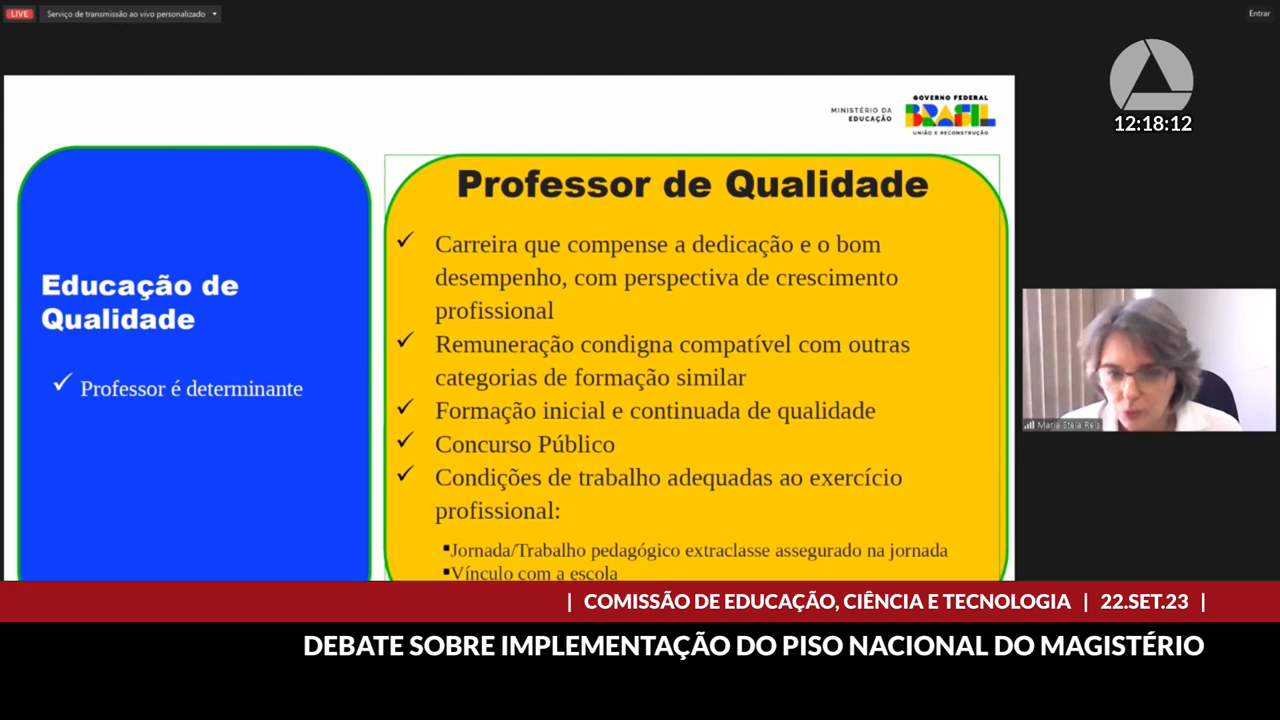 LIVE
Serviço de transmissão ao vivo personalizado
Entrar
12:18:12
MINISTÉRIO DA
EDUCAÇÃO
GOVERNO FEDERAL
BRASIL
UNIÃO E RECONSTRUÇÃO
Educação de
Qualidade
✓ Professor é determinante
Professor de Qualidade
✓ Carreira que compense a dedicação e o bom
desempenho, com perspectiva de crescimento
profissional
✓ Remuneração condigna compatível com outras
categorias de formação similar
✓ Formação inicial e continuada de qualidade
✓ Concurso Público
✓ Condições de trabalho adequadas ao exercício
profissional:
▪Jornada/Trabalho pedagógico extraclasse assegurado na jornada
▪Vínculo com a escola
Maria Stela Reis
| COMISSÃO DE EDUCAÇÃO, CIÊNCIA E TECNOLOGIA | 22.SET.23 |
DEBATE SOBRE IMPLEMENTAÇÃO DO PISO NACIONAL DO MAGISTÉRIO